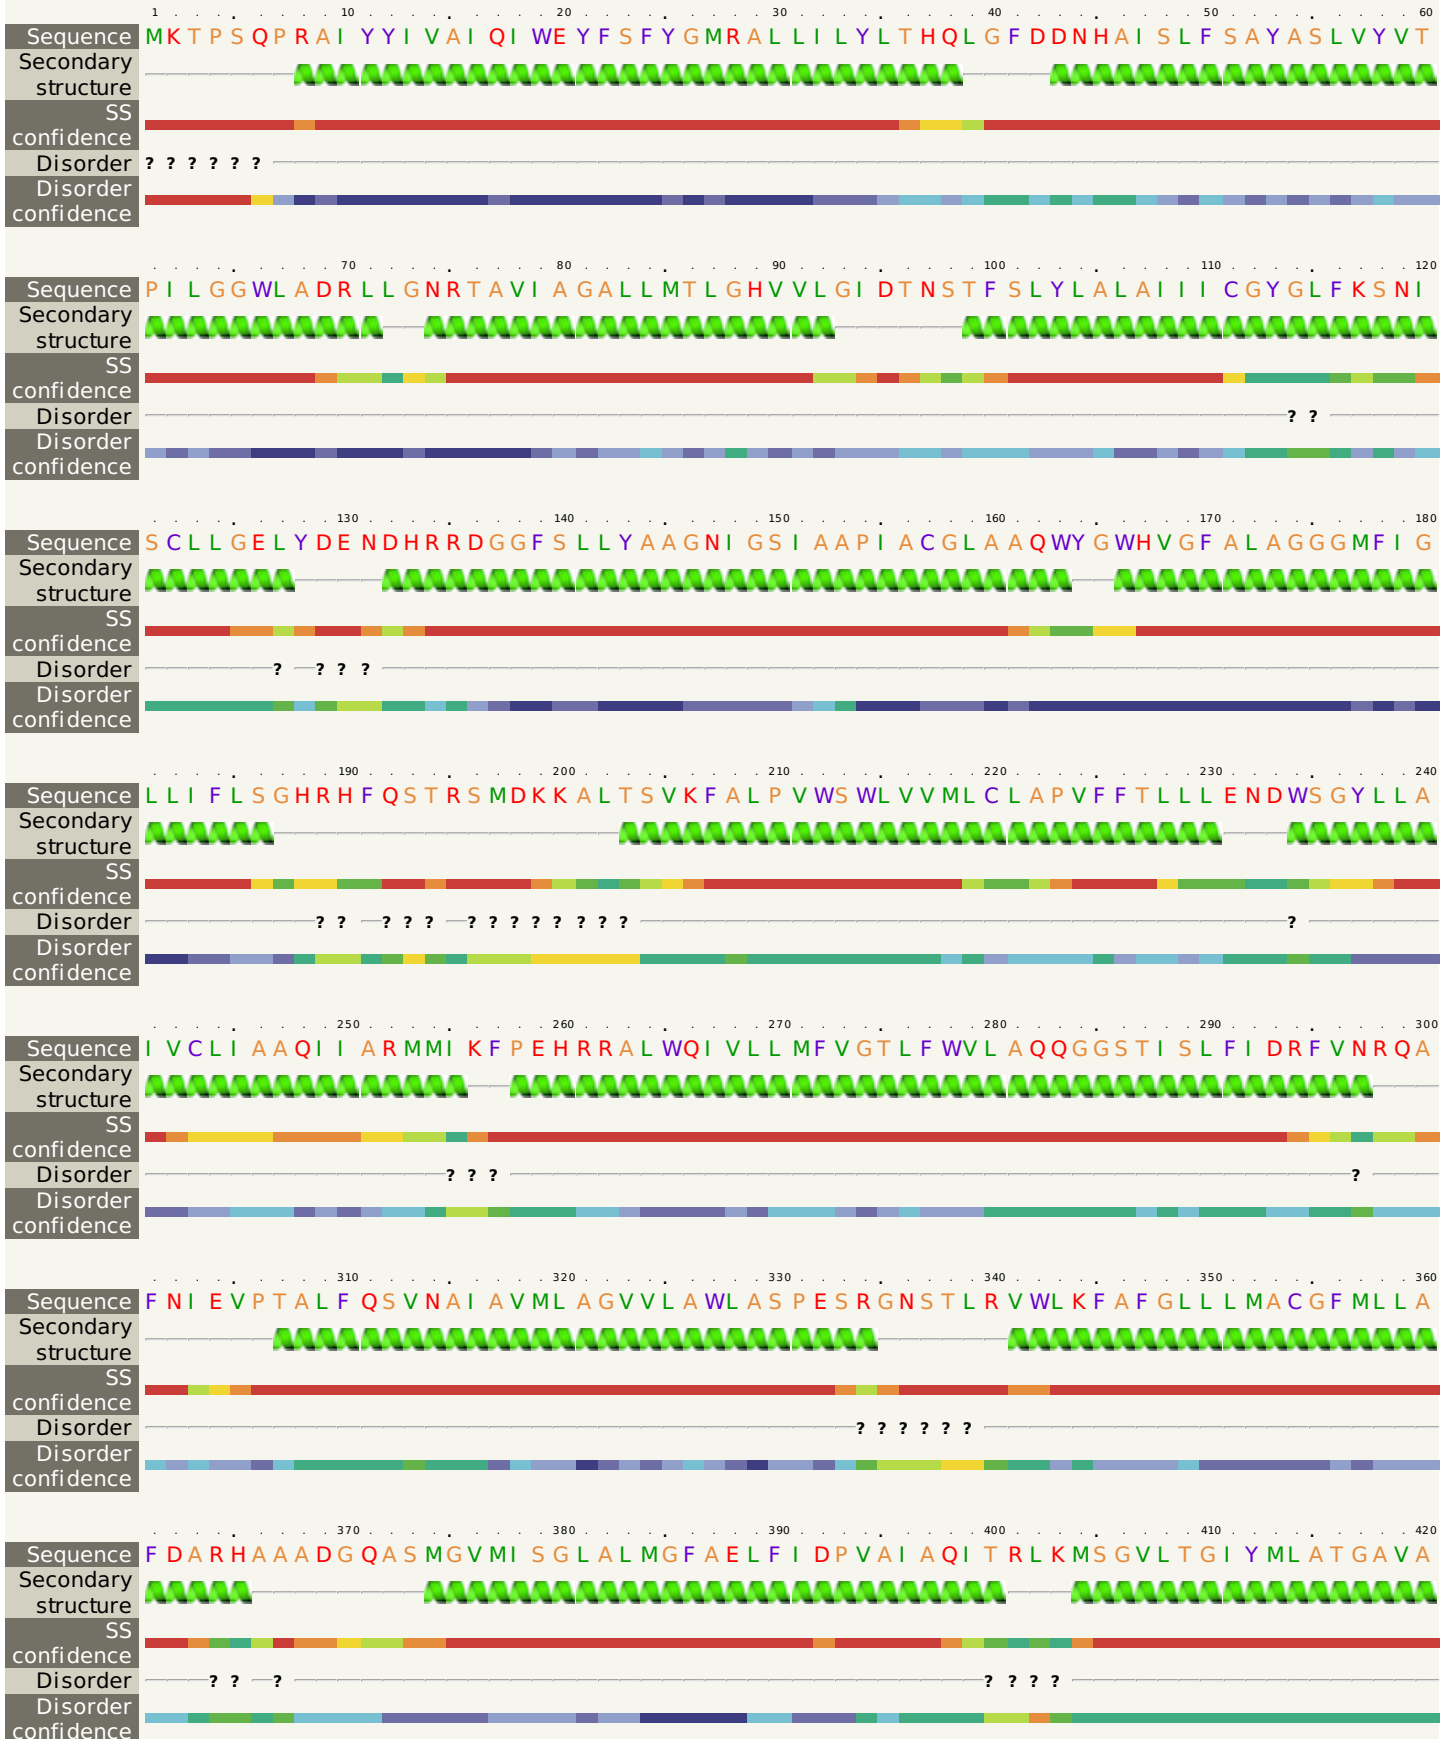 1 10 20 30 40 50 60
Sequence MKTPSQPRAIYYIVAIQIWEYFSFYGMRALLILYLTHQLGFDDNHAISLFSAYASLVYVT
Secondary
structure
SS
confidence
Disorder ? ? ? ? ? ?
Disorder
confidence
70 80 90 100 110 120
Sequence PILGGWLADRLLGNRTAVIAGALLMTLGHVVLGIDTNSTFSLYLALAIIICGYGLFKSNI
Secondary
structure
SS
confidence
Disorder ? ?
Disorder
confidence
130 140 150 160 170 180
Sequence SCLLGELYDENDHRRDGGFSLLYAAGNIGSIAAPIACGLAAQWYGWHVGFALAGGGMFIG
Secondary
structure
SS
confidence
Disorder ? ? ? ?
Disorder
confidence
190 200 210 220 230 240
Sequence LLIFLSGHRHFQSTRSMDKKALTSVKFALPVWSWLVVMLCLAPVFFTLLLENDWSGYLLA
Secondary
structure
SS
confidence
Disorder ? ? ? ? ? ? ? ? ? ? ? ? ? ?
Disorder
confidence
250 260 270 280 290 300
Sequence IVCLIAAQIIARMMIKFPEHRRALWQIVLLMFVGTLFWVLAQQGGSTISLFIDRFVNRQA
Secondary
structure
SS
confidence
Disorder ? ? ? ?
Disorder
confidence
310 320 330 340 350 360
Sequence FNIEVPTALFQSVNAIAVMLAGVVLAWLASPESRGNSTLRVWLKFAFGLLLMACGFMLLA
Secondary
structure
SS
confidence
Disorder ? ? ? ? ? ?
Disorder
confidence
370 380 390 400 410 420
Sequence FDARHAAADGQASMGVMISGLALMGFAELFIDPVAIAQITRLKMSGVLTGIYMLATGAVA
Secondary
structure
SS
confidence
Disorder ? ? ? ? ? ? ?
Disorder
confidence